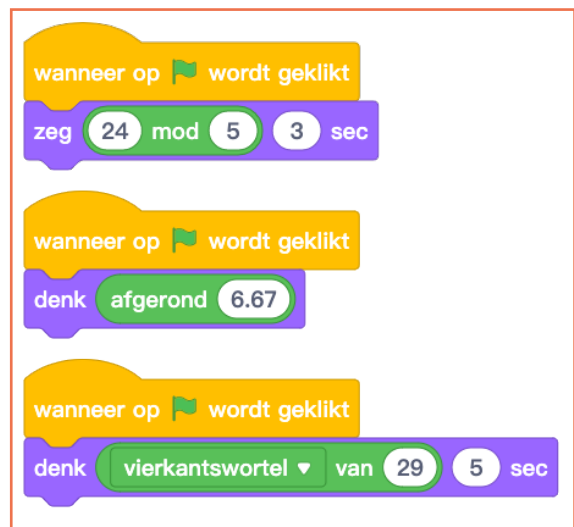 wanneer op wordt geklikt
zeg 24 mod 5 3 sec
wanneer op wordt geklikt
denk afgerond 6.67
wanneer op wordt geklikt
denk vierkantswortel van 29 5 sec